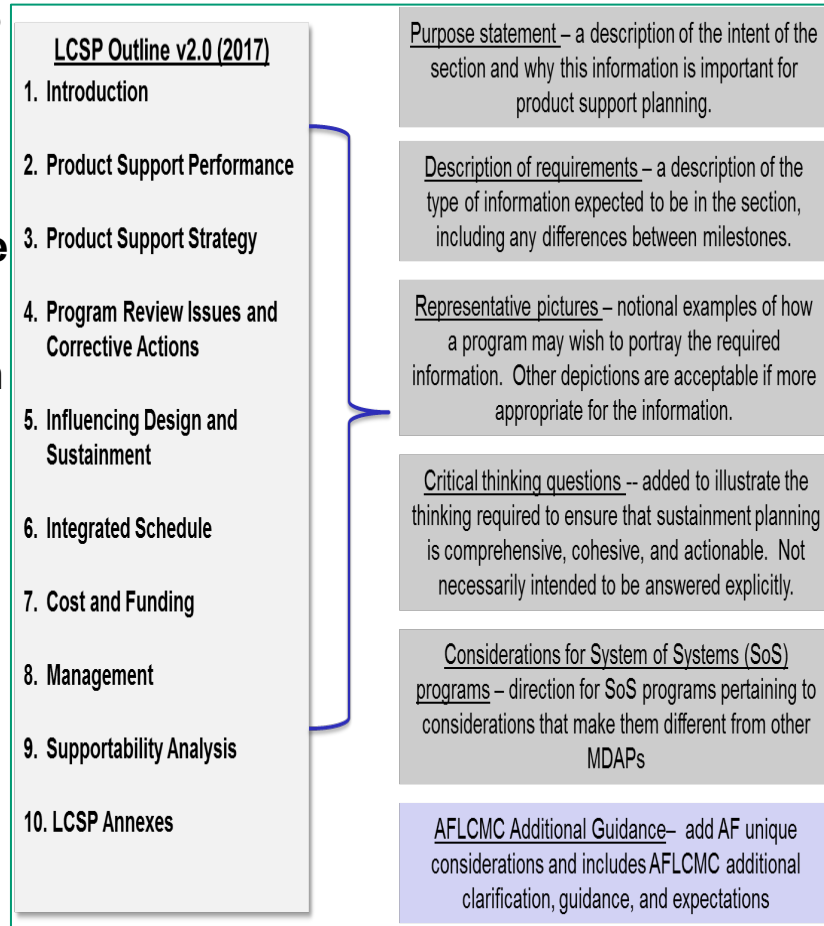 LCSP Outline v2.0 (2017)
1. Introduction
2. Product Support Performance
3. Product Support Strategy
4. Program Review Issues and
Corrective Actions
5. Influencing Design and
Sustainment
6. Integrated Schedule
7. Cost and Funding
8. Management
9. Supportability Analysis
10. LCSP Annexes
Purpose statement – a description of the intent of the
section and why this information is important for
product support planning.
Description of requirements – a description of the
type of information expected to be in the section,
including any differences between milestones.
Representative pictures – notional examples of how
a program may wish to portray the required
information. Other depictions are acceptable if more
appropriate for the information.
Critical thinking questions -- added to illustrate the
thinking required to ensure that sustainment planning
is comprehensive, cohesive, and actionable. Not
necessarily intended to be answered explicitly.
Considerations for System of Systems (SoS)
programs – direction for SoS programs pertaining to
considerations that make them different from other
MDAPs
AFLCMC Additional Guidance– add AF unique
considerations and includes AFLCMC additional
clarification, guidance, and expectations